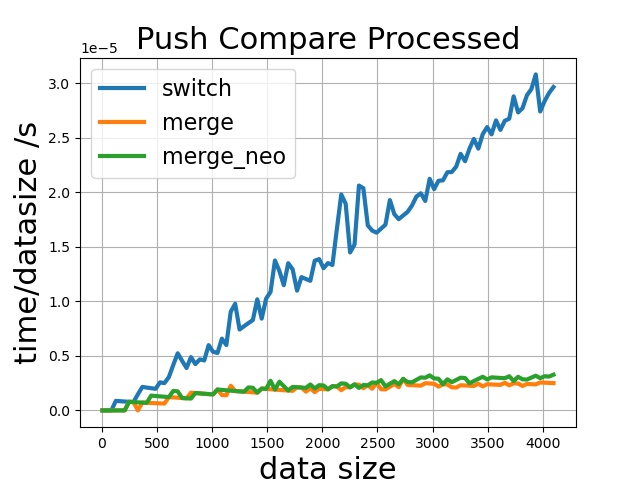 Push Compare Processed
1e−5
switch
merge
merge_neo
time/datasize /s
3.0
2.5
2.0
1.5
1.0
0.5
0.0
0 500 1000 1500 2000 2500 3000 3500 4000
data size